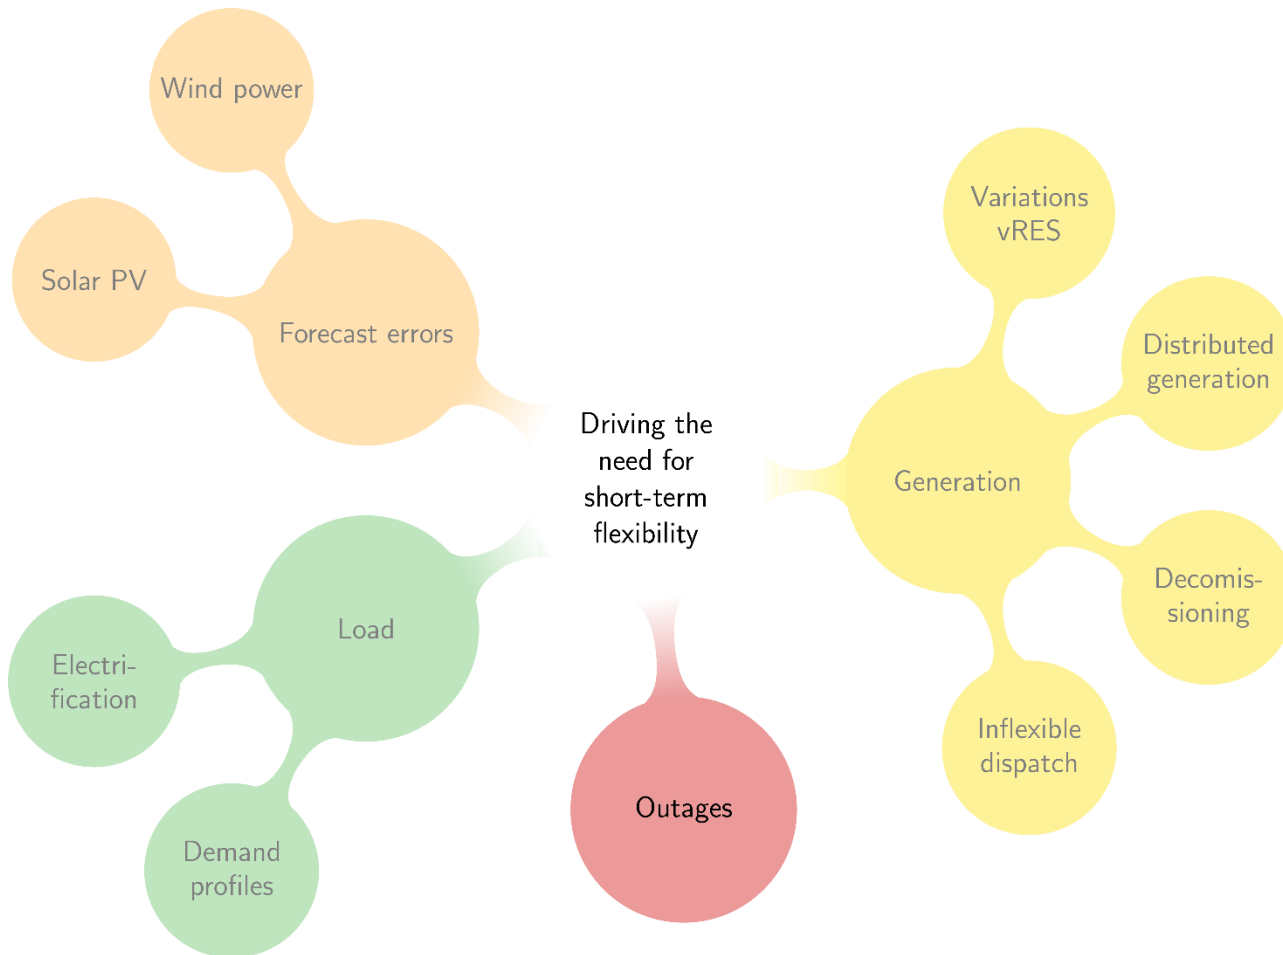 Wind power
Solar PV
Forecast errors
Driving the
need for
short-term
flexibility
Variations
vRES
Distributed
generation
Generation
Decomis-
sioning
Inflexible
dispatch
Load
Electri-
fication
Demand
profiles
Outages